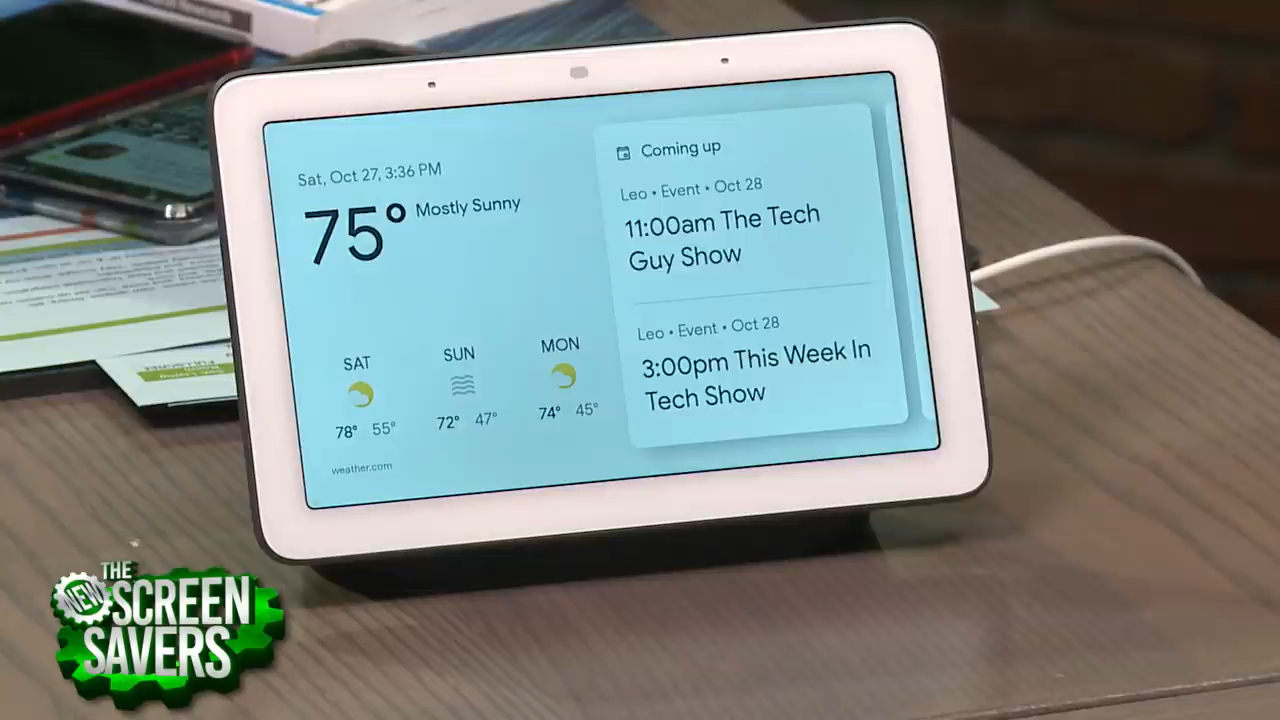 Sat, Oct 27, 3:36 PM
75° Mostly Sunny
SAT
78° 55°
SUN
72° 47°
MON
74° 45°
weather.com
Coming up
Leo • Event • Oct 28
11:00am The Tech
Guy Show
Leo • Event • Oct 28
3:00pm This Week In
Tech Show
THE
NEW SCREEN
SAVERS